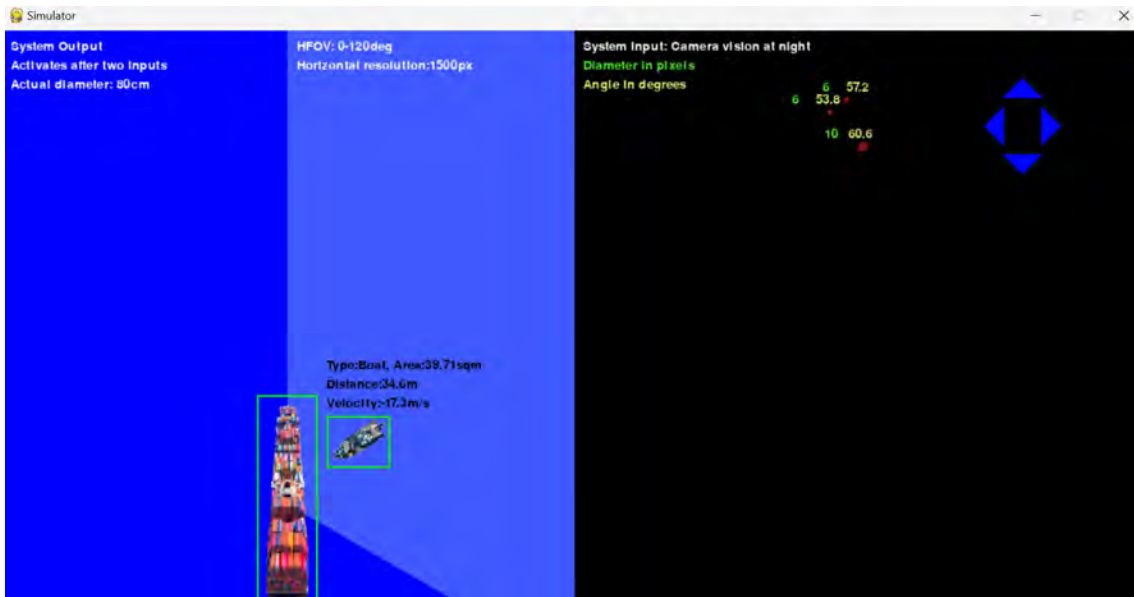 Simulator
System Output
Activates after two inputs
Actual diameter: 80cm
HFOV: 0-120deg
Horizontal resolution:1500px
Type:Boat, Area:39.71sqm
Distance:34.6m
Velocity:-17.3m/s
System Input: Camera vision at night
Diameter in pixels
Angle in degrees
6 57.2
6 53.8
10 60.6